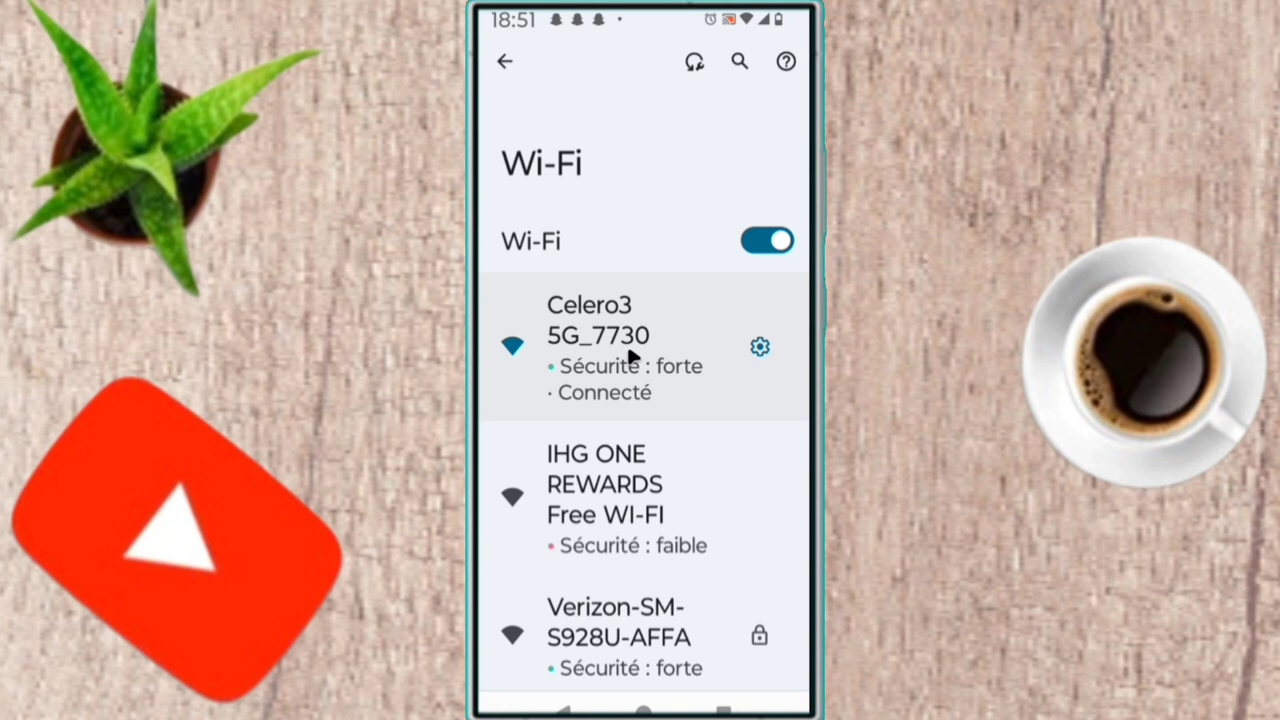 18:51
Wi-Fi
Wi-Fi
Celero3
5G_7730
• Sécurité : forte
· Connecté
IHG ONE
REWARDS
Free WI-FI
• Sécurité : faible
Verizon-SM-
S928U-AFFA
• Sécurité : forte